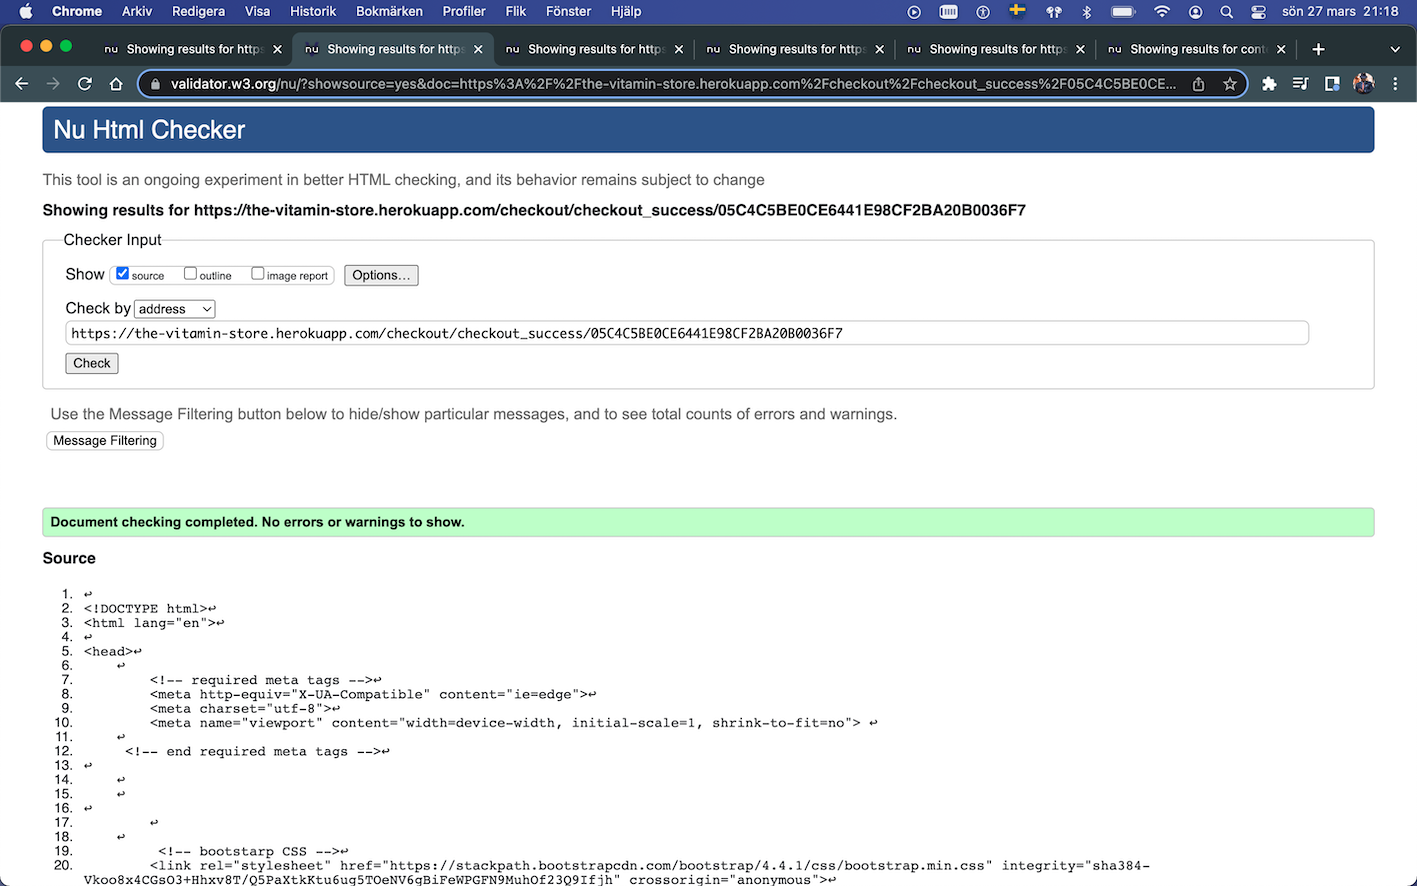 Chrome Arkiv Redigera Visa Historik Bokmärken Profiler Flik Fönster Hjälp sön 27 mars 21:18
nu Showing results for https nu Showing results for https nu Showing results for http nu Showing results for http nu Showing results for http nu Showing results for cont
validator.w3.org/nu/?showsource=yes&doc=https%3A%2F%2Fthe-vitamin-store.herokuapp.com%2Fcheckout%2Fcheckout_success%2F05C4C5BE0CE...
Nu Html Checker
This tool is an ongoing experiment in better HTML checking, and its behavior remains subject to change
Showing results for https://the-vitamin-store.herokuapp.com/checkout/checkout_success/05C4C5BE0CE6441E98CF2BA20B0036F7
Checker Input
Show source outline image report Options...
Check by address
https://the-vitamin-store.herokuapp.com/checkout/checkout_success/05C4C5BE0CE6441E98CF2BA20B0036F7
Check
Use the Message Filtering button below to hide/show particular messages, and to see total counts of errors and warnings.
Message Filtering
Document checking completed. No errors or warnings to show.
Source
1. ↩
2. <!DOCTYPE html>↩
3. <html lang="en">↩
4. ↩
5. <head>↩
6. ↩
7. <!-- required meta tags -->↩
8. <meta http-equiv="X-UA-Compatible" content="ie=edge">↩
9. <meta charset="utf-8">↩
10. <meta name="viewport" content="width=device-width, initial-scale=1, shrink-to-fit=no"> ↩
11. ↩
12. <!-- end required meta tags -->↩
13. ↩
14. ↩
15. ↩
16. ↩
17. ↩
18. ↩
19. <!-- bootstarp CSS -->↩
20. <link rel="stylesheet" href="https://stackpath.bootstrapcdn.com/bootstrap/4.4.1/css/bootstrap.min.css" integrity="sha384-
Vkoo8x4CGsO3+Hhxv8T/Q5PaXtkKtu6ug5TOeNV6gBiFeWPGFN9MuhOf23Q9Ifjh" crossorigin="anonymous">↩